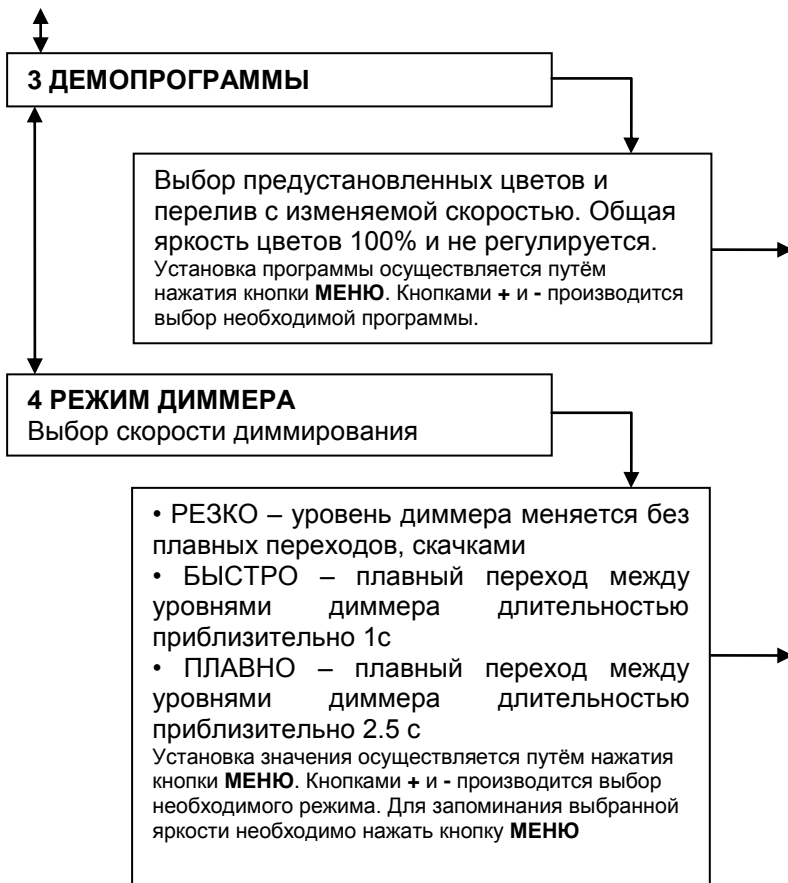 3 ДЕМОПРОГРАММЫ
Выбор предустановленных цветов и
перелив с изменяемой скоростью. Общая
яркость цветов 100% и не регулируется.
Установка программы осуществляется путём
нажатия кнопки МЕНЮ. Кнопками + и - производится
выбор необходимой программы.
4 РЕЖИМ ДИММЕРА
Выбор скорости диммирования
• РЕЗКО – уровень диммера меняется без
плавных переходов, скачками
• БЫСТРО – плавный переход между
уровнями диммера длительностью
приблизительно 1с
• ПЛАВНО – плавный переход между
уровнями диммера длительностью
приблизительно 2.5 с
Установка значения осуществляется путём нажатия
кнопки МЕНЮ. Кнопками + и - производится выбор
необходимого режима. Для запоминания выбранной
яркости необходимо нажать кнопку МЕНЮ